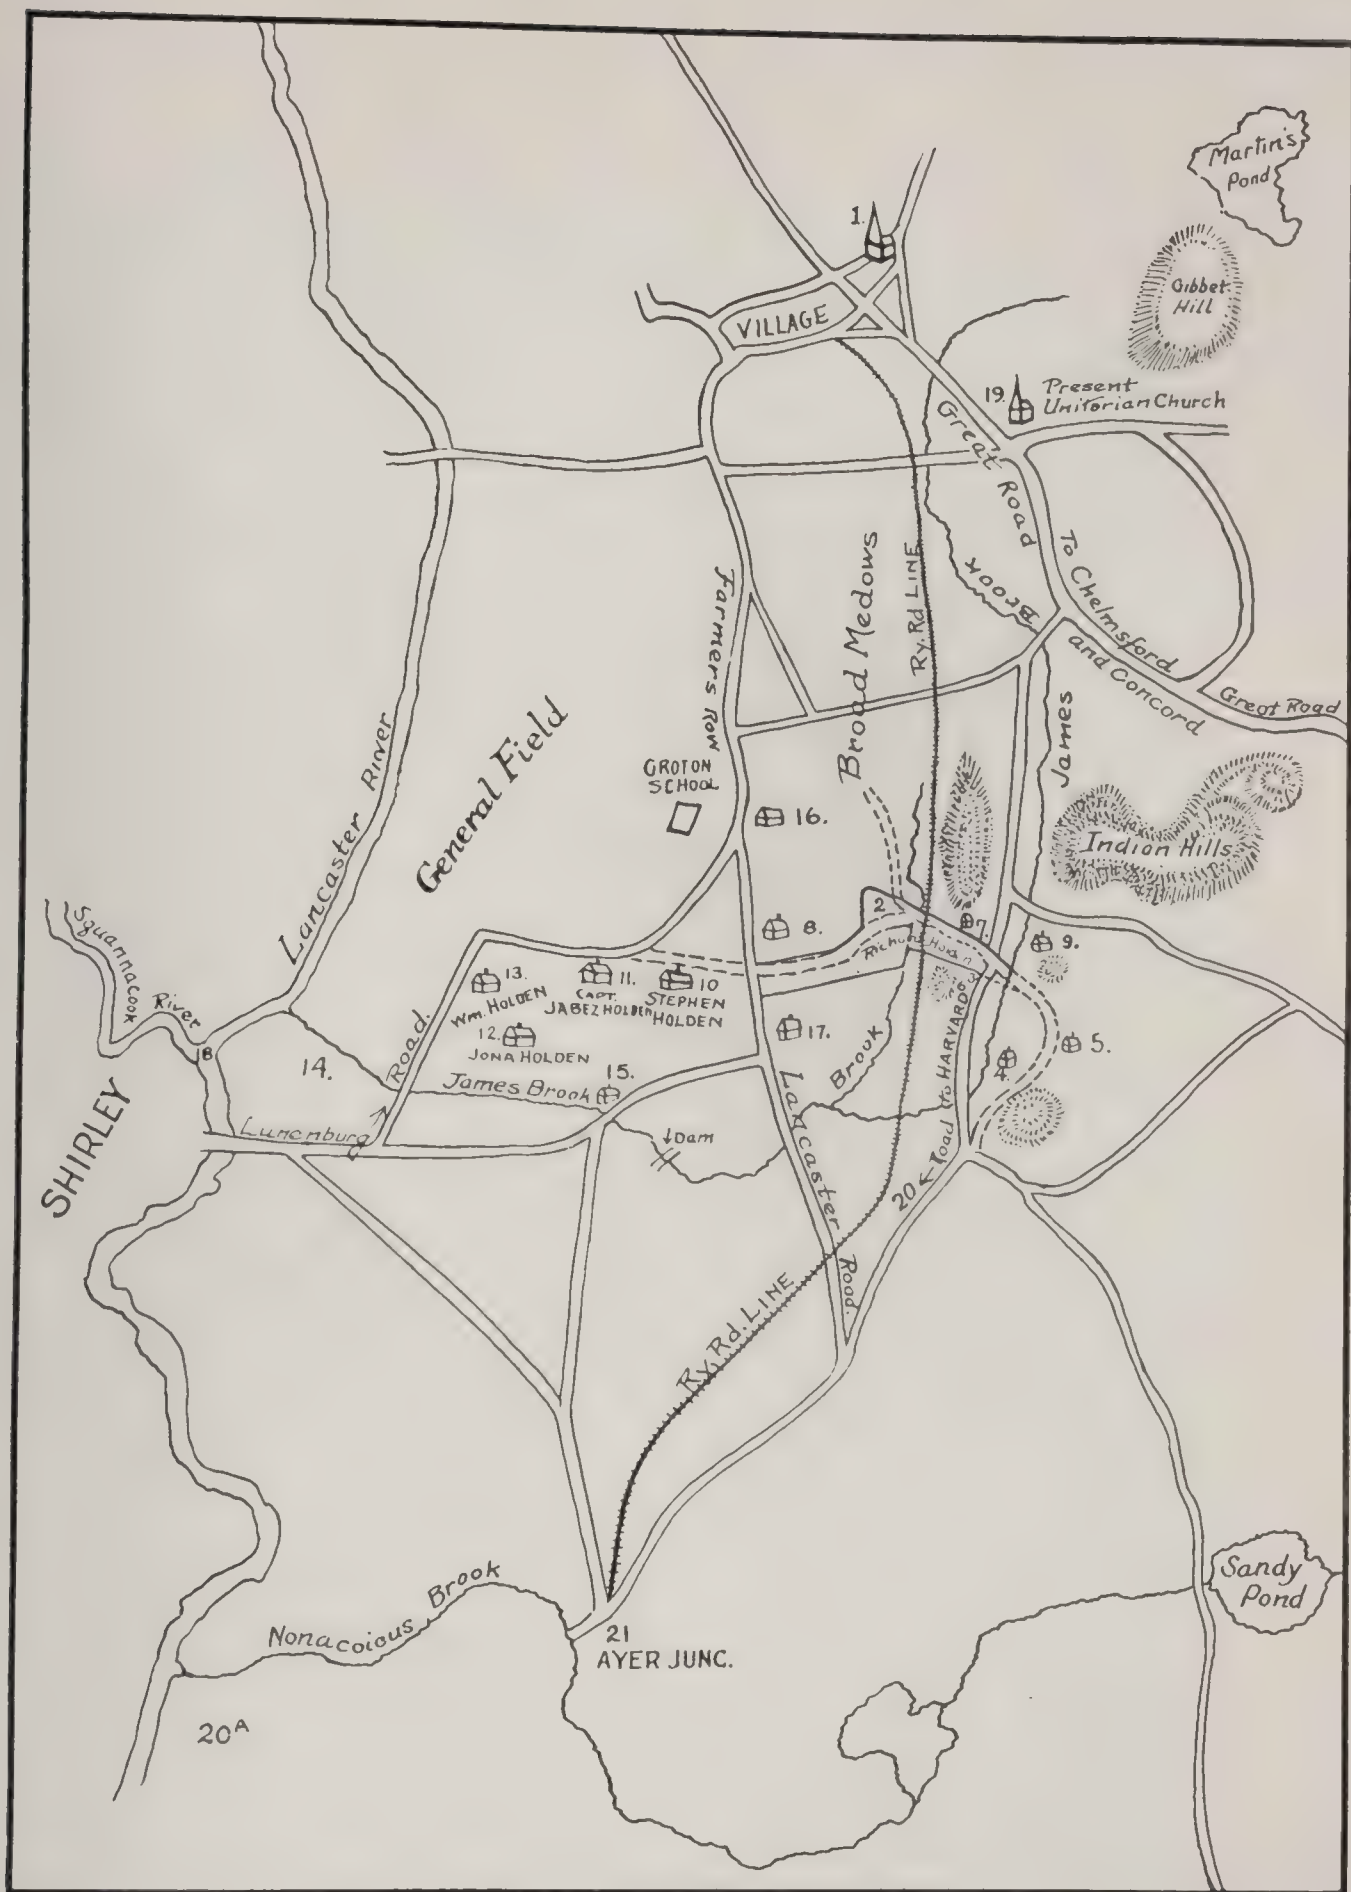 Martin's
Pond
1.
Gibbet
Hill
VILLAGE
19.
Present
Unitarian Church
Great Road
To Chelmsford
and Concord
Great Road
Brook
James
Broad Medows
Ry. Rd LINE
Farmers Row
General Field
Lancaster River
GROTON
SCHOOL
16.
Indian Hills
Squannacook
River
2
7.
8.
9.
Richard Holden
3
6
13.
Wm. HOLDEN
11.
CAPT.
JABEZ HOLDEN
10
STEPHEN
HOLDEN
12.
JONA HOLDEN
17.
5.
4.
18
14.
Road.
James Brook
15.
Brook
Road to HARVARD
Lunenburg
↓Dam
Lancaster
Road.
20
SHIRLEY
Ry. Rd. LINE
Nonacoious Brook
21
AYER JUNC.
Sandy
Pond
20A